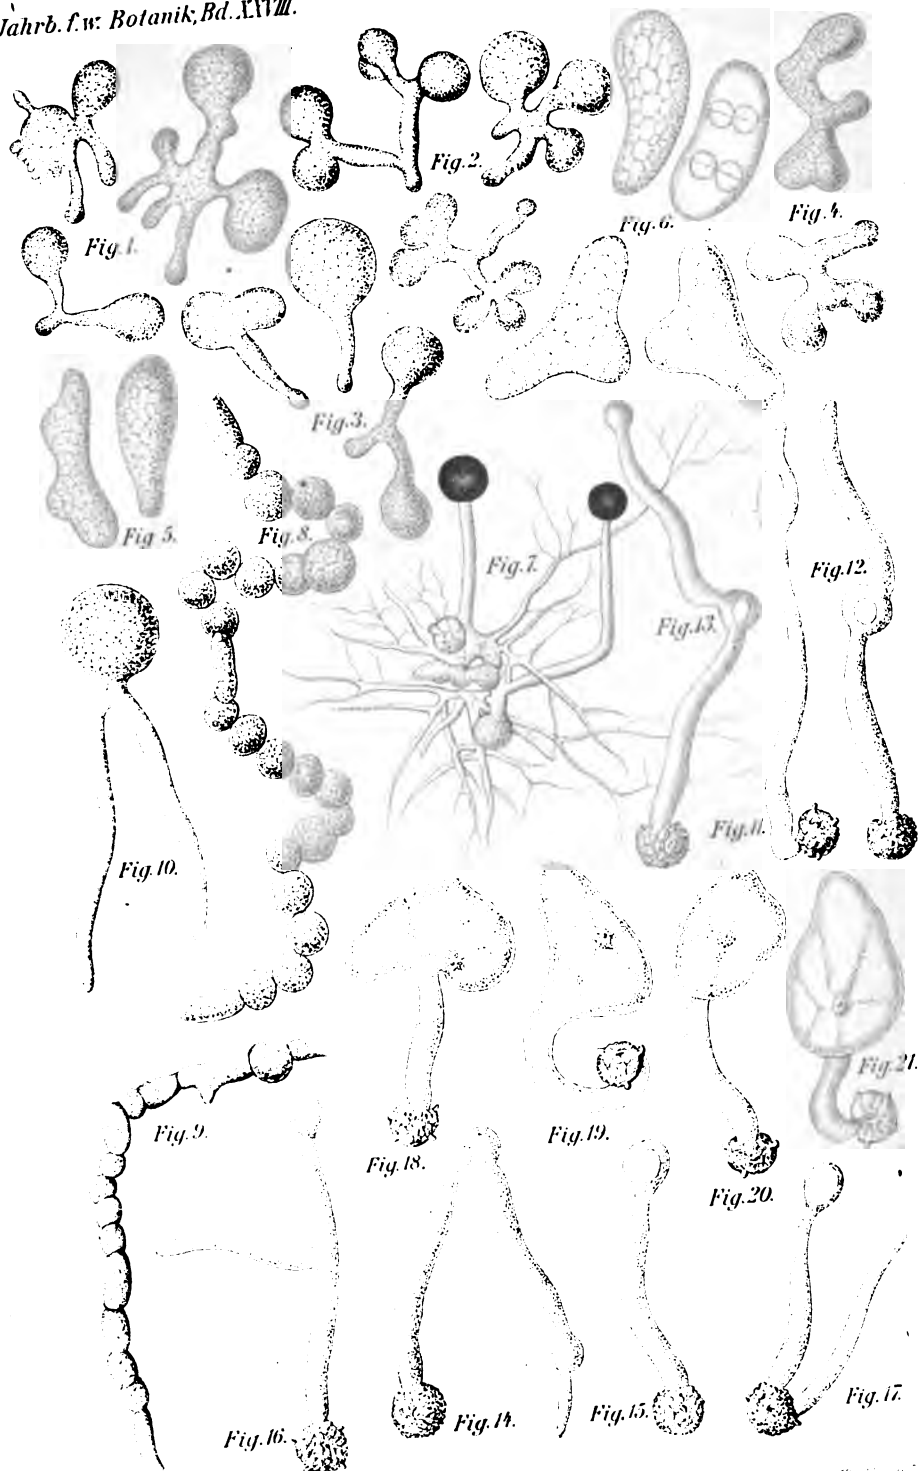 Jahrb. f. w. Botanik, Bd. XXVIII.
Fig. 1.
Fig. 2.
Fig. 6.
Fig. 4.
Fig. 3.
Fig. 5.
Fig. 8.
Fig. 7.
Fig. 12.
Fig. 13.
Fig. 11.
Fig. 10.
Fig. 21.
Fig. 9.
Fig. 19.
Fig. 18.
Fig. 20.
Fig. 17.
Fig. 15.
Fig. 14.
Fig. 16.